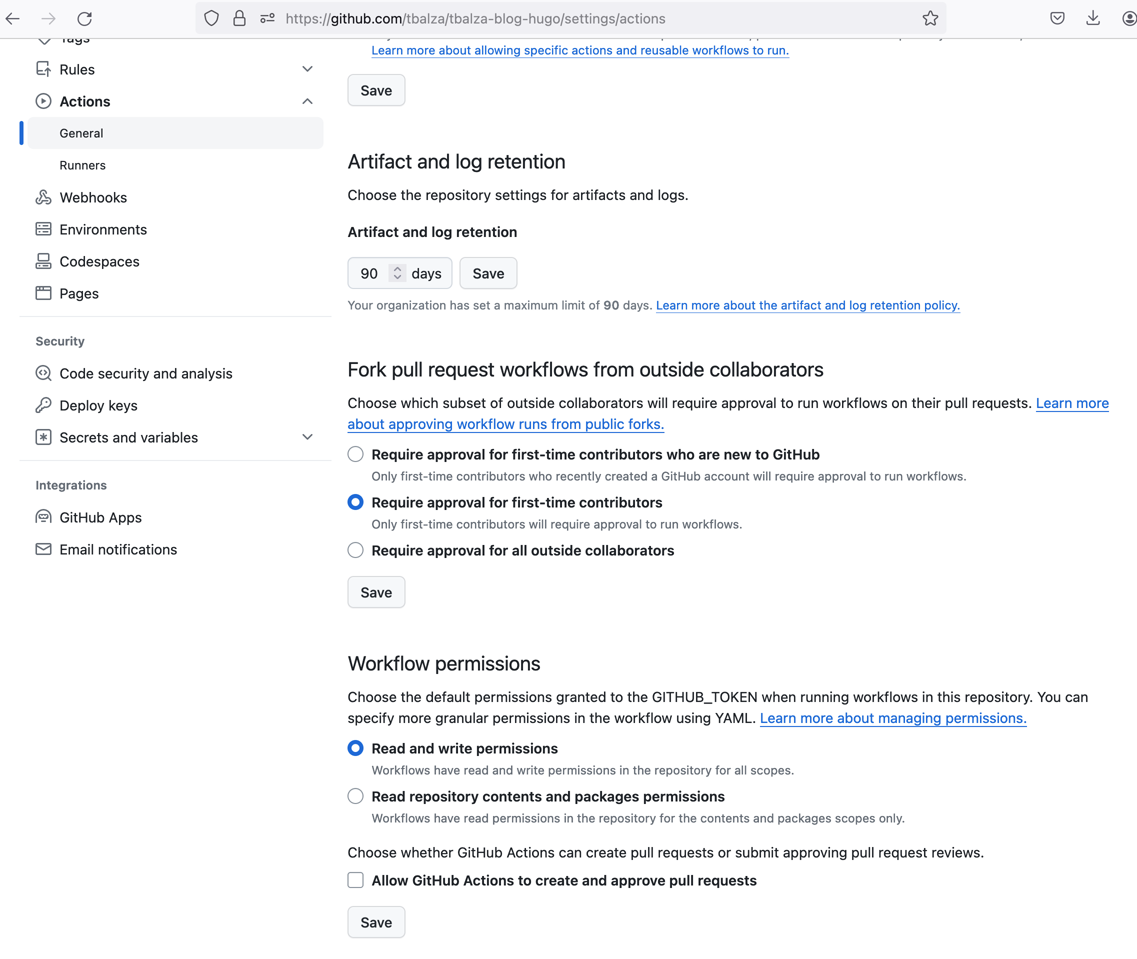 https://github.com/tbalza/tbalza-blog-hugo/settings/actions
Tags
Rules
Actions
General
Runners
Webhooks
Environments
Codespaces
Pages
Security
Code security and analysis
Deploy keys
Secrets and variables
Integrations
GitHub Apps
Email notifications
Learn more about allowing specific actions and reusable workflows to run.
Save
Artifact and log retention
Choose the repository settings for artifacts and logs.
Artifact and log retention
90 days Save
Your organization has set a maximum limit of 90 days. Learn more about the artifact and log retention policy.
Fork pull request workflows from outside collaborators
Choose which subset of outside collaborators will require approval to run workflows on their pull requests. Learn more
about approving workflow runs from public forks.
Require approval for first-time contributors who are new to GitHub
Only first-time contributors who recently created a GitHub account will require approval to run workflows.
Require approval for first-time contributors
Only first-time contributors will require approval to run workflows.
Require approval for all outside collaborators
Save
Workflow permissions
Choose the default permissions granted to the GITHUB_TOKEN when running workflows in this repository. You can
specify more granular permissions in the workflow using YAML. Learn more about managing permissions.
Read and write permissions
Workflows have read and write permissions in the repository for all scopes.
Read repository contents and packages permissions
Workflows have read permissions in the repository for the contents and packages scopes only.
Choose whether GitHub Actions can create pull requests or submit approving pull request reviews.
Allow GitHub Actions to create and approve pull requests
Save